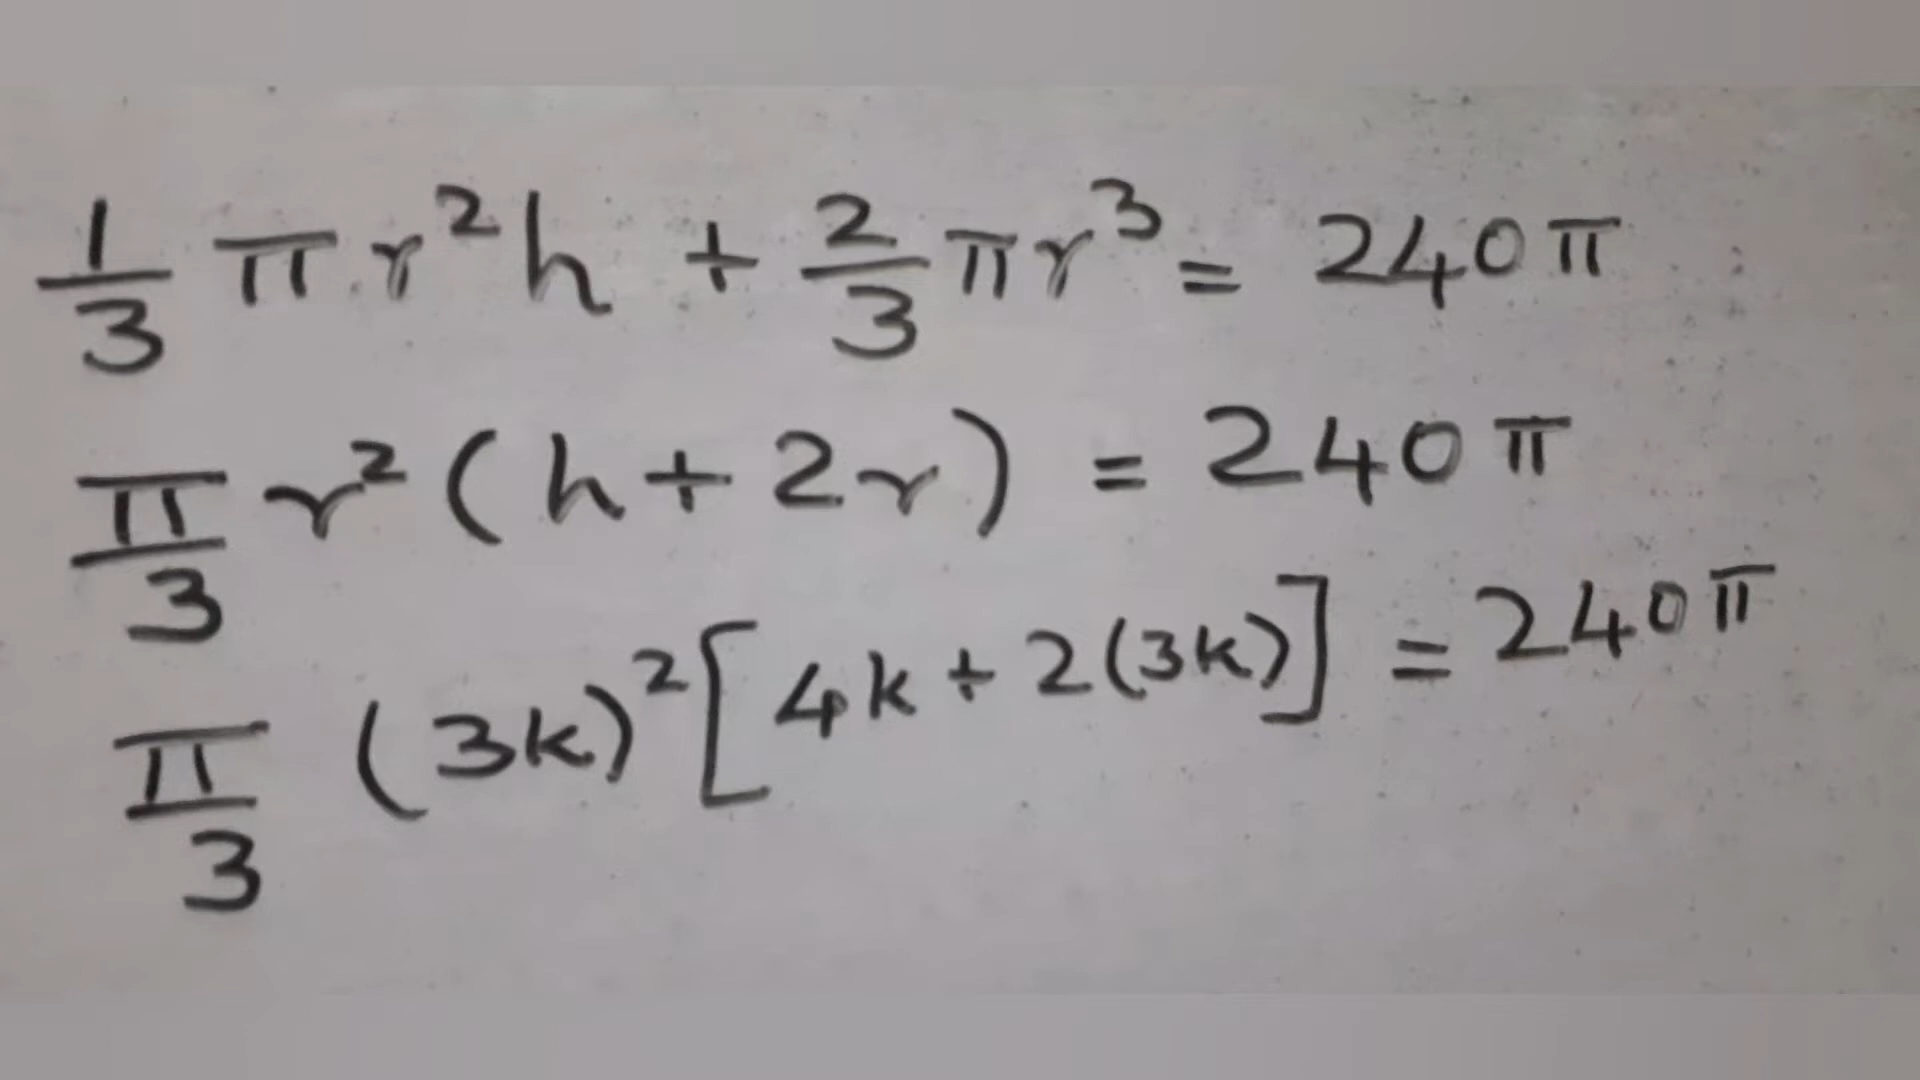 1/3 πr²h + 2/3 πr³ = 240π
π/3 r²(h+2r) = 240π
π/3 (3k)²[4k + 2(3k)] = 240π